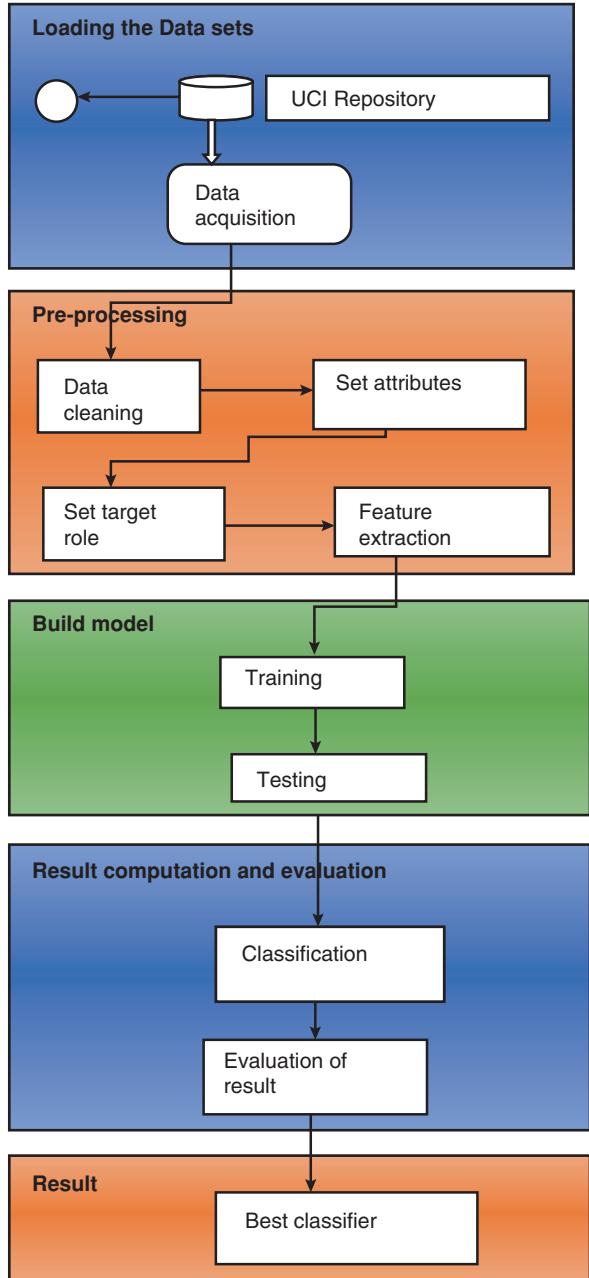 Loading the Data sets
UCI Repository
Data
acquisition
Pre-processing
Data
cleaning
Set attributes
Set target
role
Feature
extraction
Build model
Training
Testing
Result computation and evaluation
Classification
Evaluation of
result
Result
Best classifier